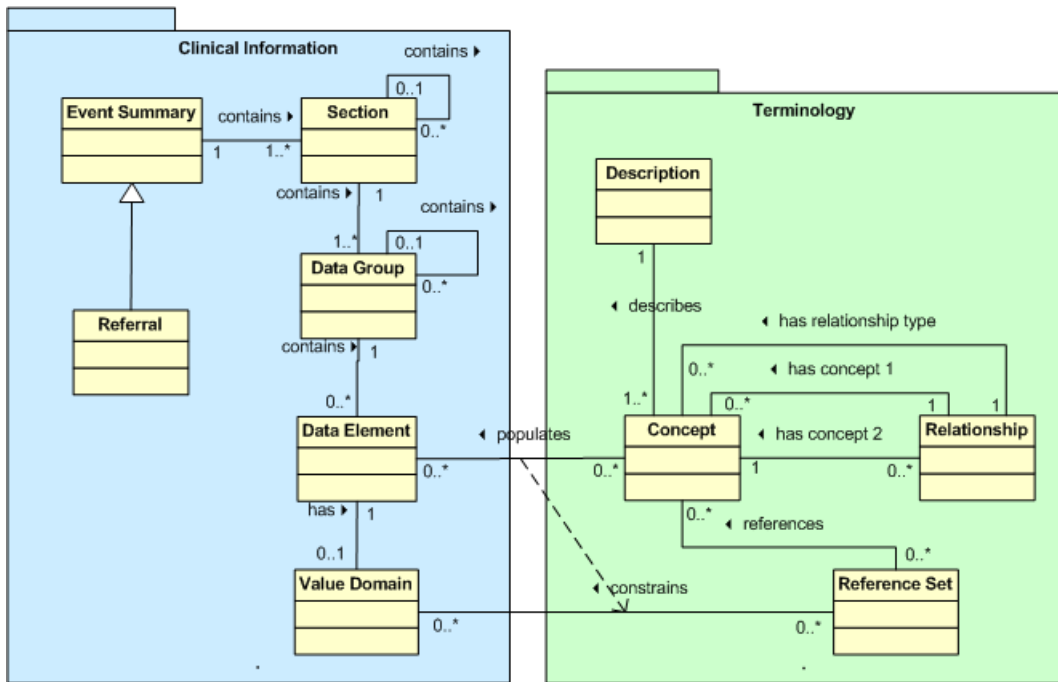 Clinical Information
contains ▸
Event Summary
contains ▸
Section
0..1
0..*
1
1..*
contains ▸
1
contains ▸
1..*
0..1
Data Group
0..*
Referral
contains ▸
1
0..*
Data Element
0..*
has ▸
1
0..1
Value Domain
0..*
.
Terminology
Description
1
◂ describes
◂ has relationship type
0..*
◂ has concept 1
1..*
0..*
1
1
◂ populates
Concept
◂ has concept 2
Relationship
0..*
1
0..*
0..*
◂ references
0..*
◂ constrains
Reference Set
0..*
.